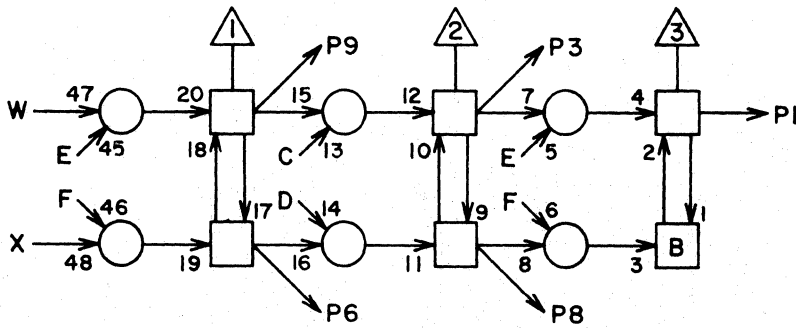 1 2 3
P9 P3
47 20 15 12 7 4
W P1
E 45 18 C 13 10 E 5 2
F 46 17 D 14 9 F 6 1
X B
48 19 16 11 8 3
P6 P8